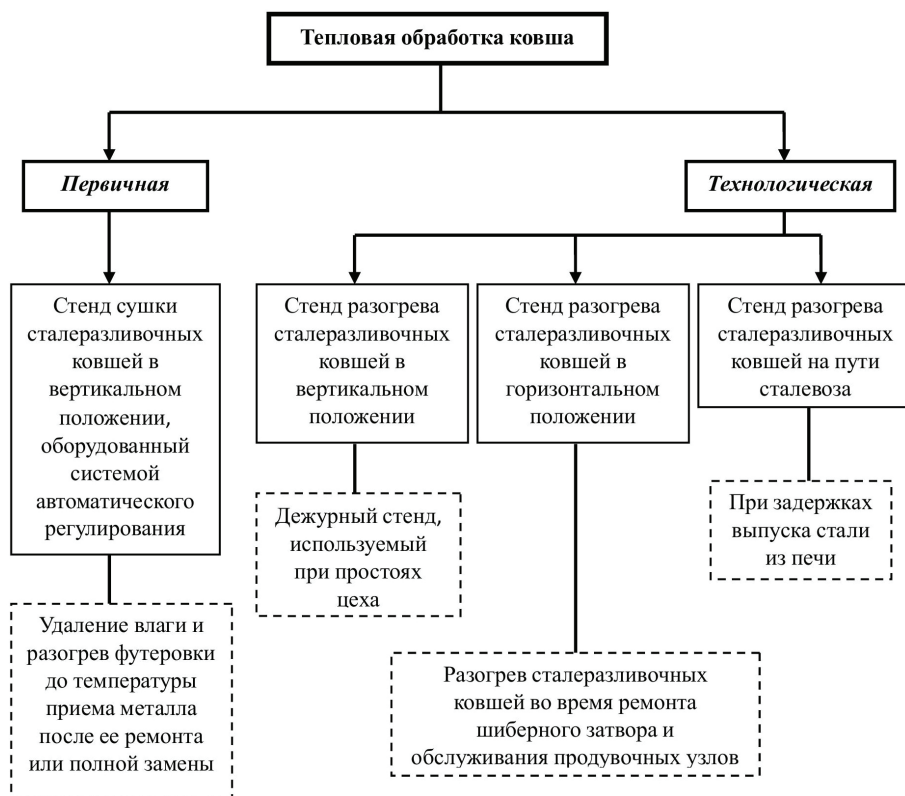 Тепловая обработка ковша
Первичная
Технологическая
Стенд сушки
сталеразливочных
ковшей в
вертикальном
положении,
оборудованный
системой
автоматического
регулирования
Стенд разогрева
сталеразливочных
ковшей в
вертикальном
положении
Стенд разогрева
сталеразливочных
ковшей в
горизонтальном
положении
Стенд разогрева
сталеразливочных
ковшей на пути
сталевоза
Дежурный стенд,
используемый
при простоях
цеха
При задержках
выпуска стали
из печи
Удаление влаги и
разогрев футеровки
до температуры
приема металла
после ее ремонта
или полной замены
Разогрев сталеразливочных
ковшей во время ремонта
шиберного затвора и
обслуживания продувочных узлов